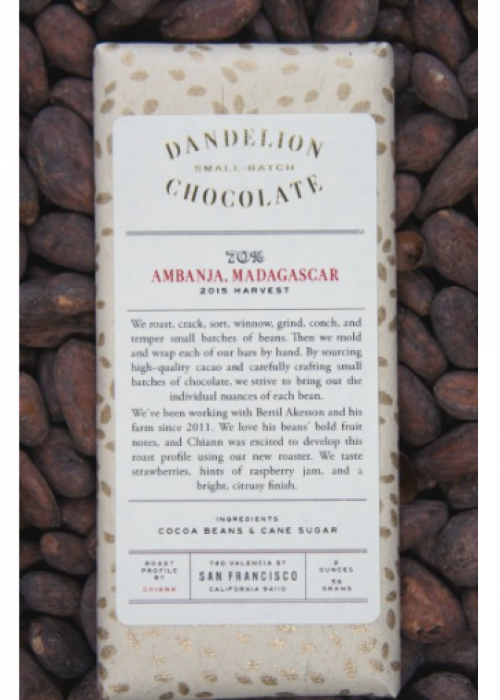 DANDELION
SMALL-BATCH
CHOCOLATE
70%
AMBANJA, MADAGASCAR
2015 HARVEST
We roast, crack, sort, winnow, grind, conch, and
temper small batches of beans. Then we mold
and wrap each of our bars by hand. By sourcing
high-quality cacao and carefully crafting small
batches of chocolate, we strive to bring out the
individual nuances of each bean.
We've been working with Bertil Akesson and his
farm since 2011. We love his beans' bold fruit
notes, and Chiann was excited to develop this
roast profile using our new roaster. We taste
strawberries, hints of raspberry jam, and a
bright, citrusy finish.
INGREDIENTS
COCOA BEANS & CANE SUGAR
ROAST
PROFILE
BY
CHIANN
740 VALENCIA ST
SAN FRANCISCO
CALIFORNIA 94110
2
OUNCES
56
GRAMS